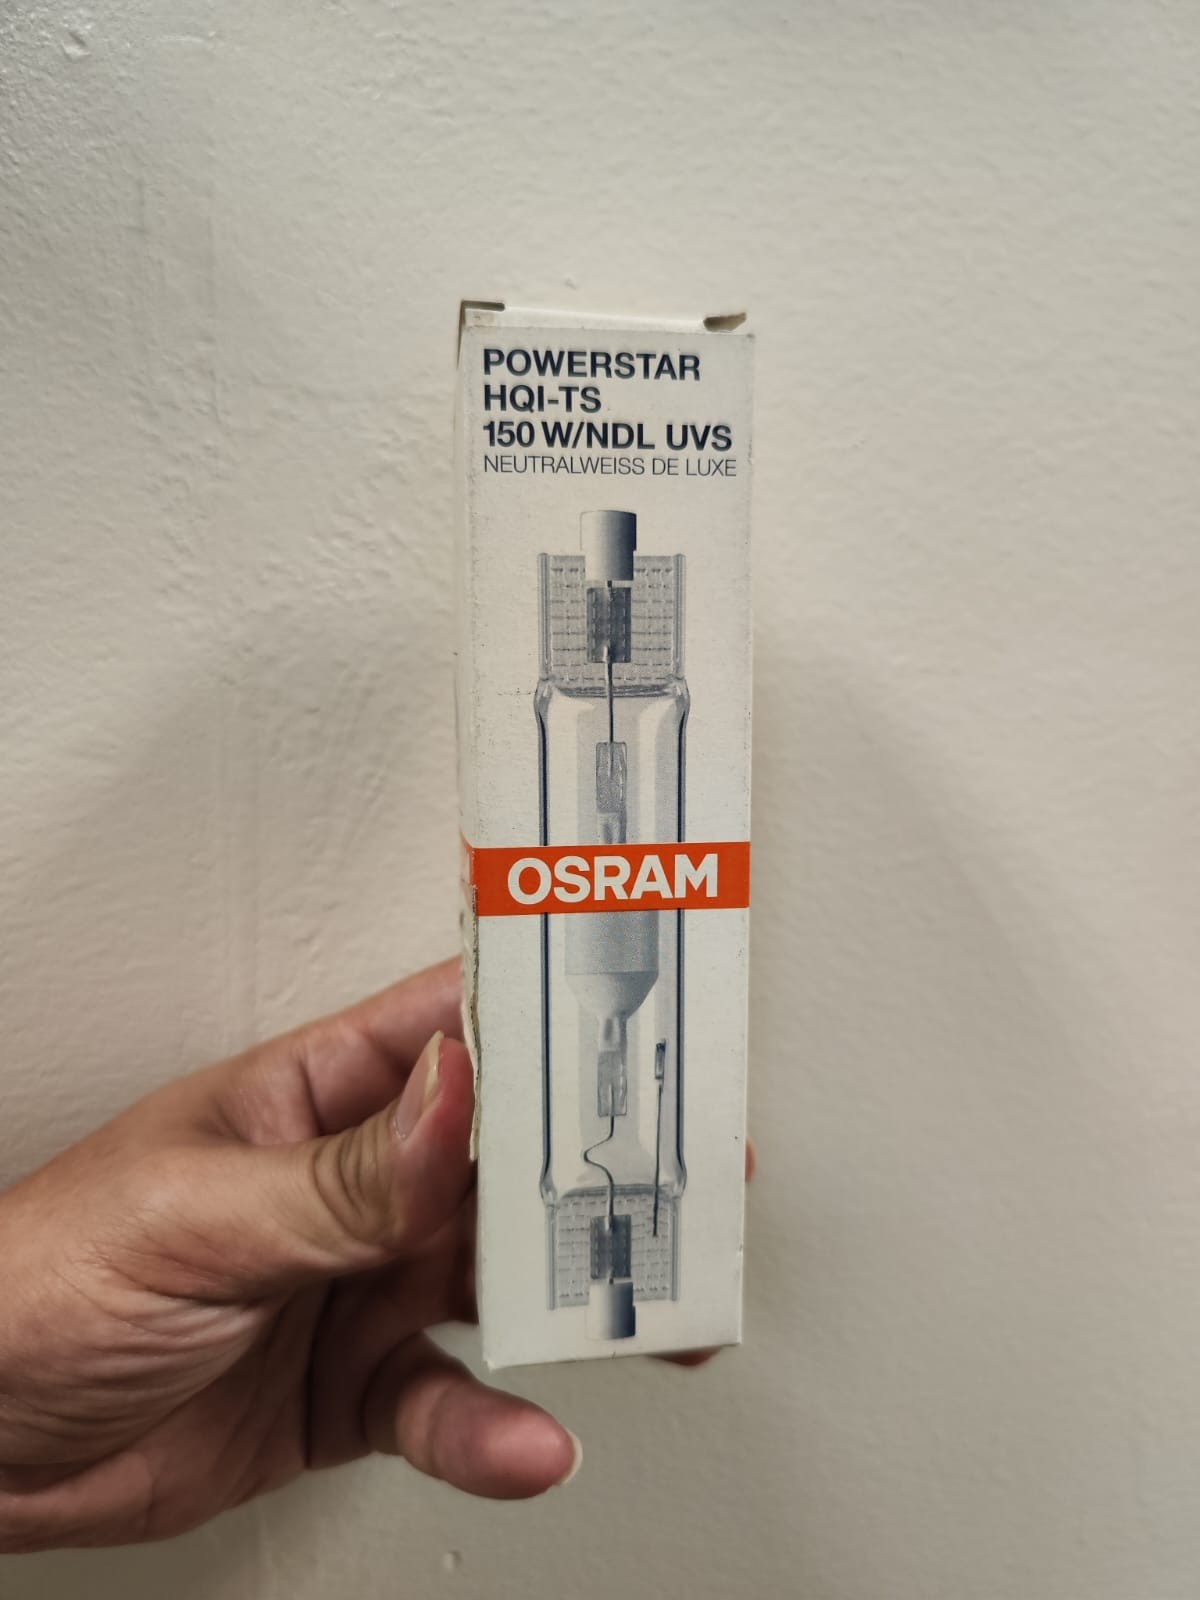 POWERSTAR
HQI-TS
150 W/NDL UVS
NEUTRALWEISS DE LUXE
OSRAM